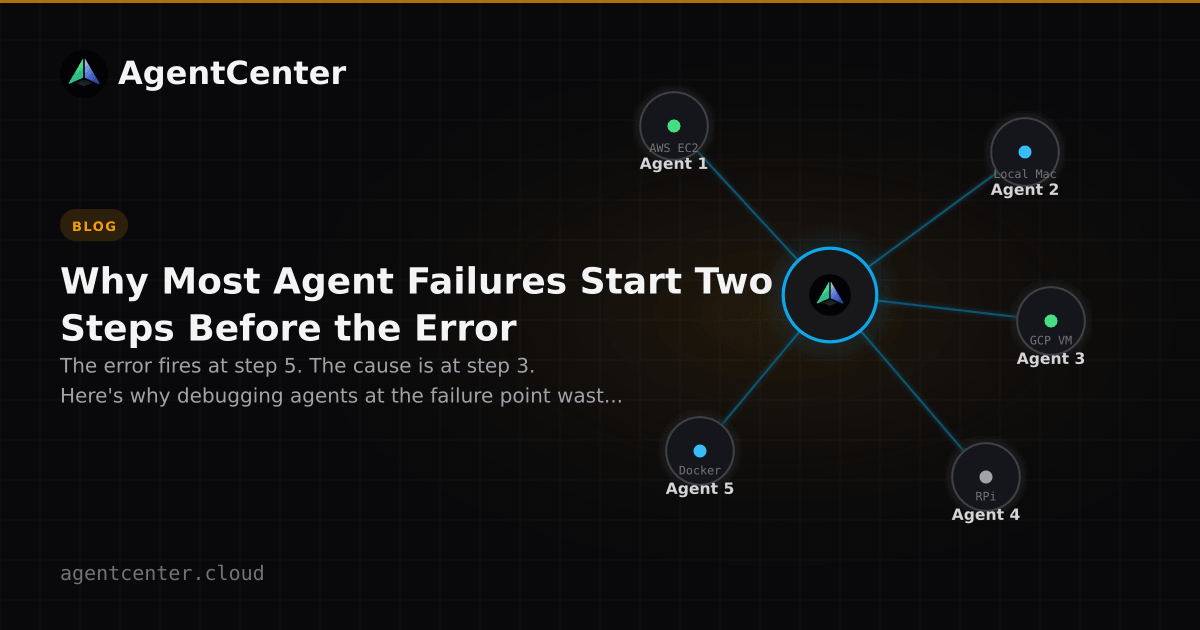 AgentCenter
BLOG
Why Most Agent Failures Start Two
Steps Before the Error
The error fires at step 5. The cause is at step 3.
Here's why debugging agents at the failure point wast...
agentcenter.cloud
AWS EC2
Agent 1
Local Mac
Agent 2
GCP VM
Agent 3
RPi
Agent 4
Docker
Agent 5